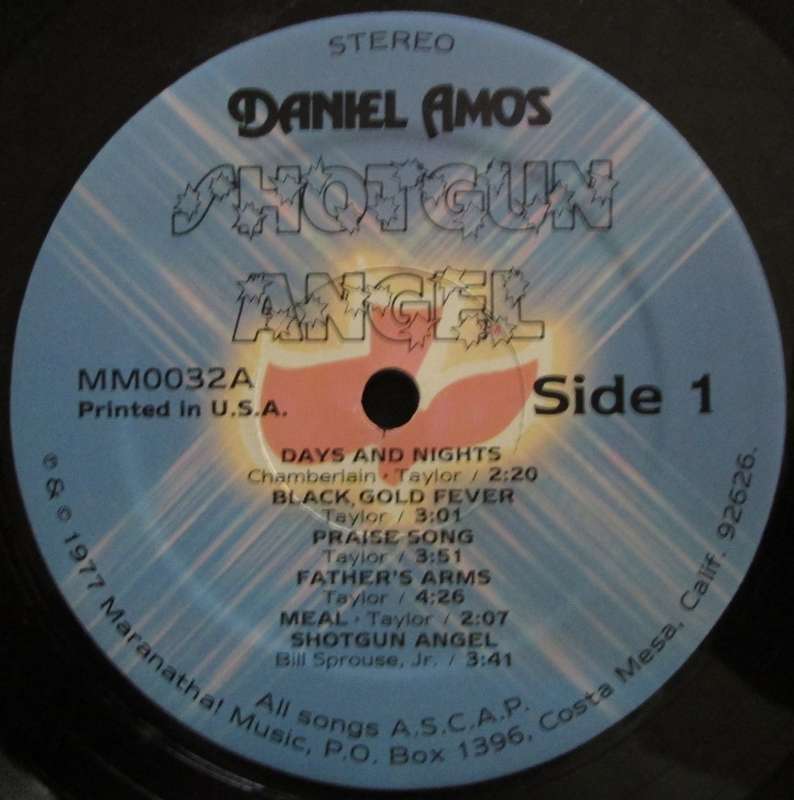 STEREO
DANIEL AMOS
SHOTGUN
ANGEL
MM0032A
Printed in U.S.A.
Side 1
DAYS AND NIGHTS
Chamberlain · Taylor / 2:20
BLACK GOLD FEVER
Taylor / 3:01
PRAISE SONG
Taylor / 3:51
FATHER'S ARMS
Taylor / 4:26
MEAL · Taylor / 2:07
SHOTGUN ANGEL
Bill Sprouse, Jr. / 3:41
All songs A.S.C.A.P.
℗ & © 1977 Maranatha! Music, P.O. Box 1396, Costa Mesa, Calif. 92626.